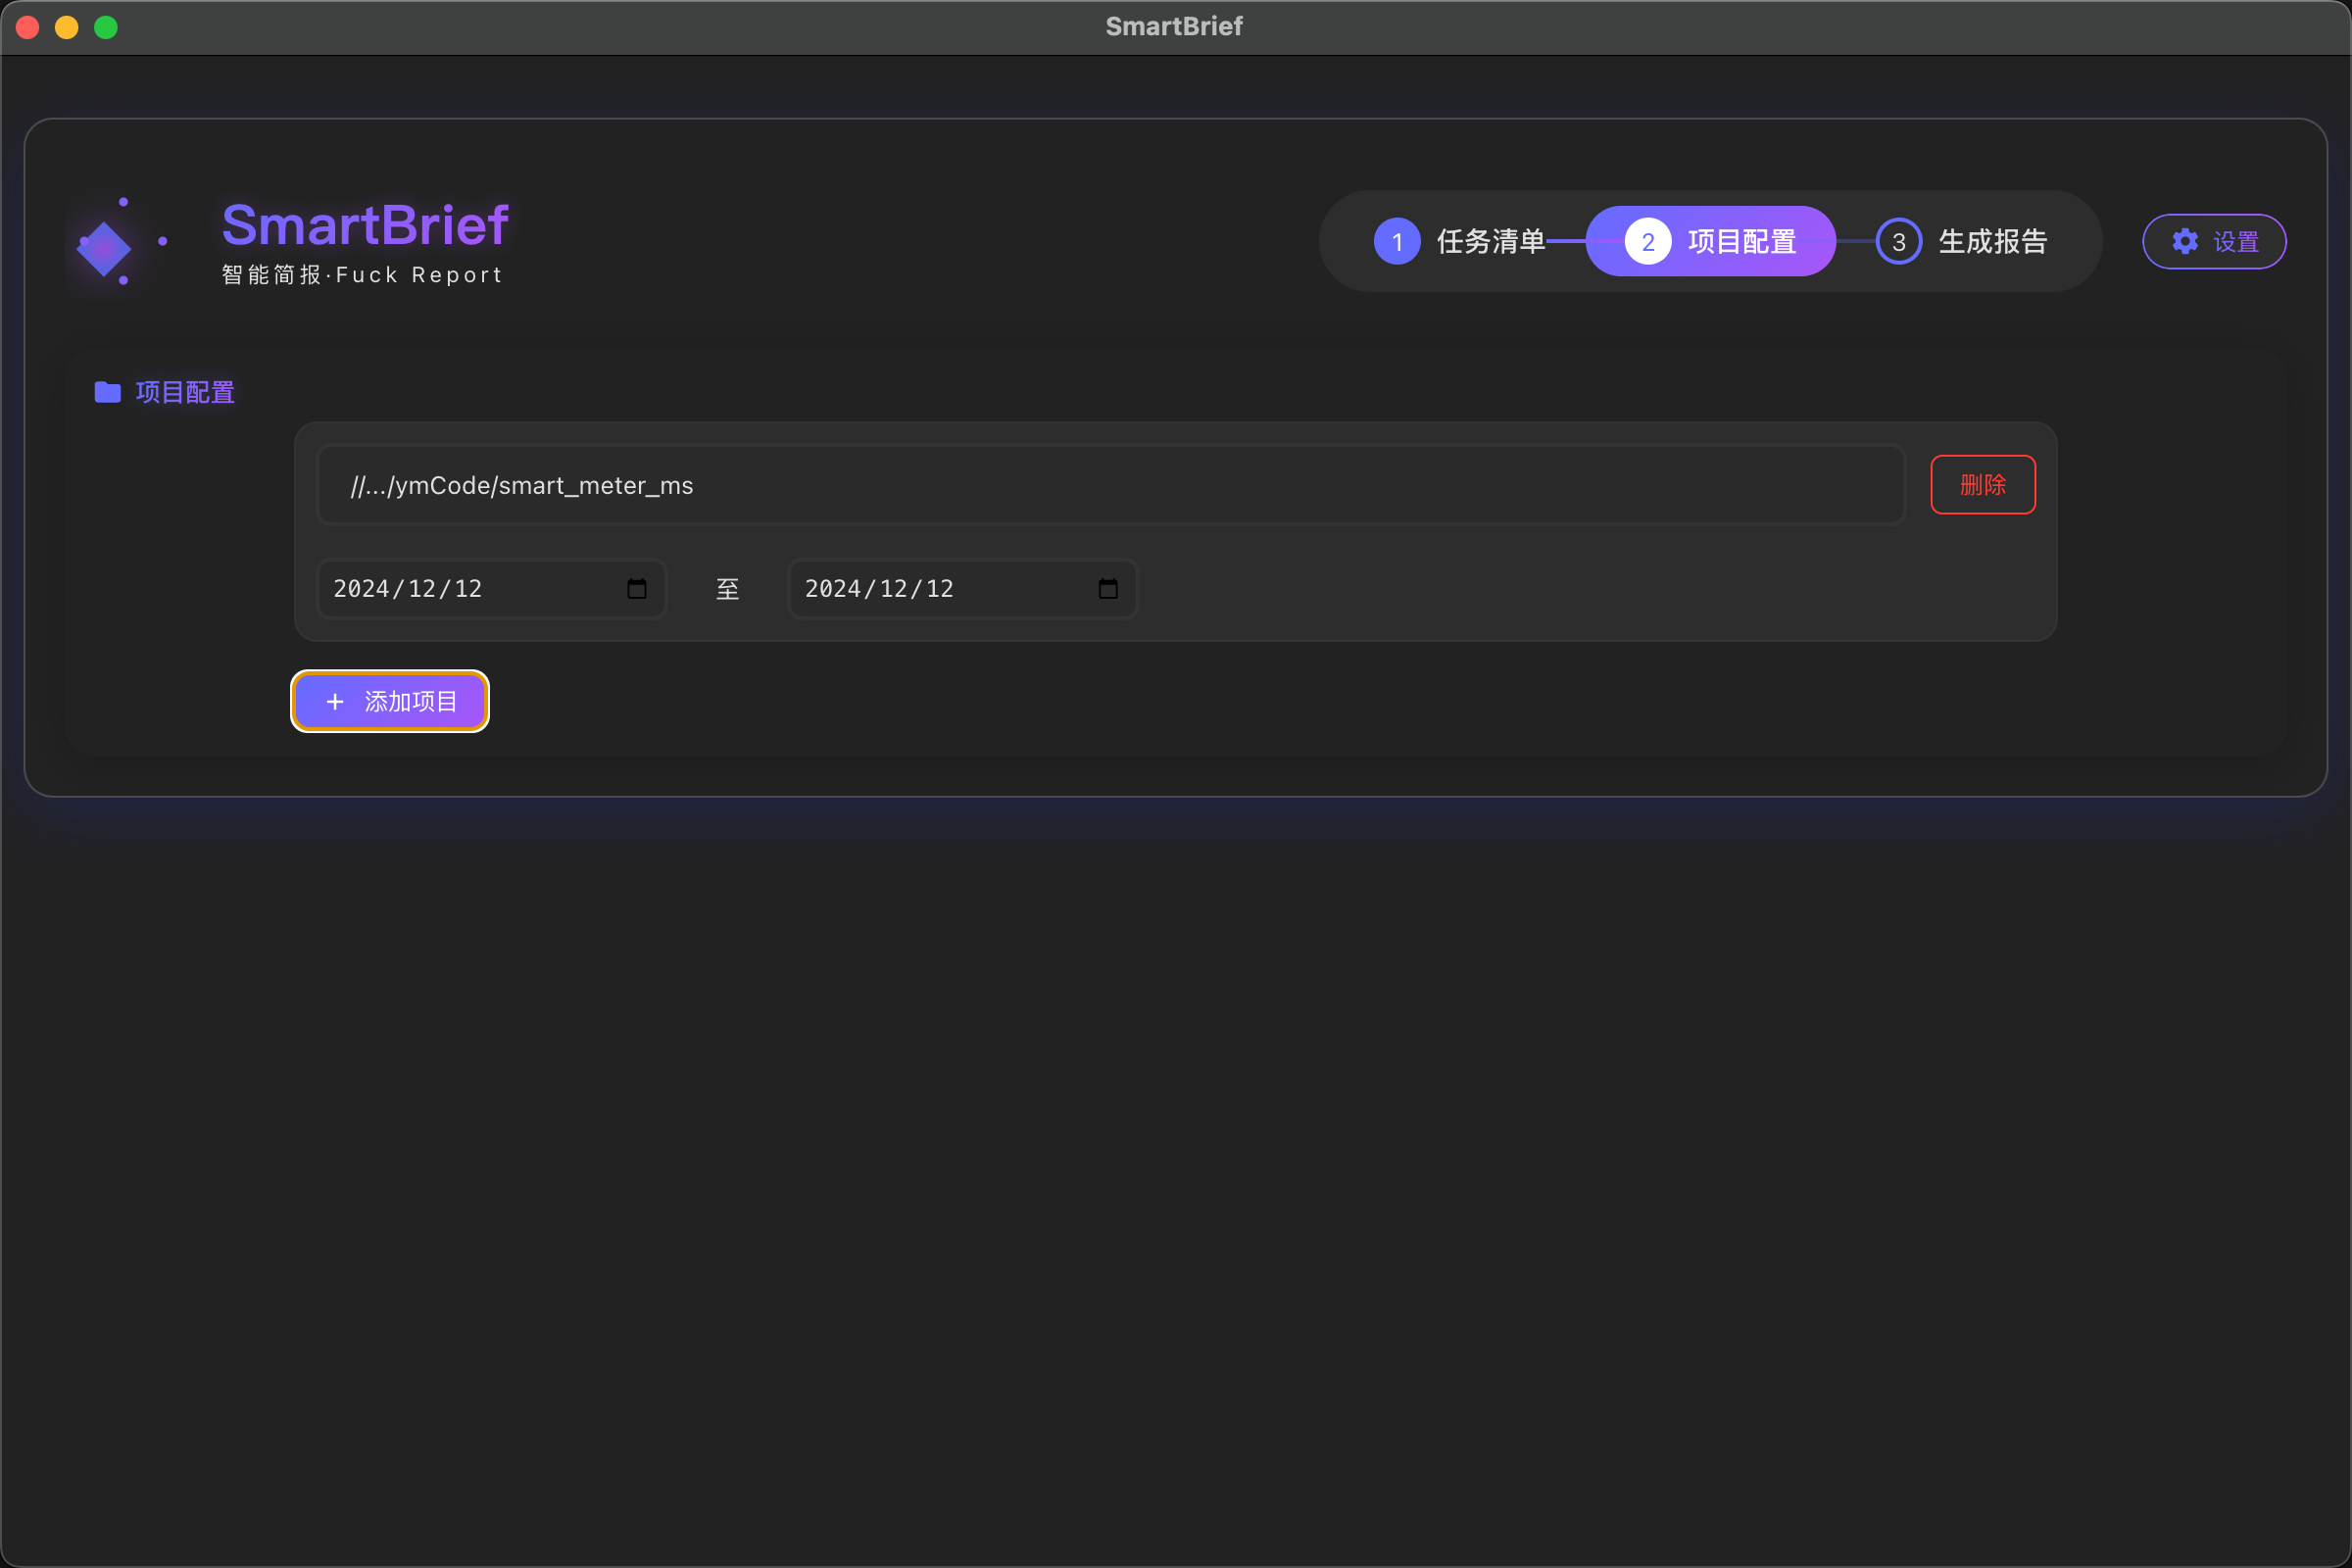 SmartBrief
SmartBrief
智能简报·Fuck Report
1 任务清单 2 项目配置 3 生成报告
设置
项目配置
//.../ymCode/smart_meter_ms
删除
2024/12/12 至 2024/12/12
+ 添加项目